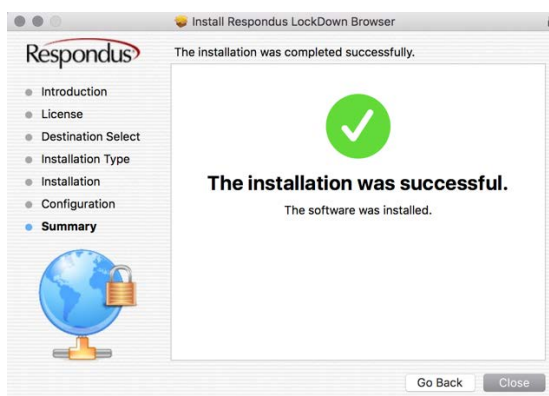 Install Respondus LockDown Browser
Respondus
The installation was completed successfully.
Introduction
License
Destination Select
Installation Type
Installation
Configuration
Summary
The installation was successful.
The software was installed.
Go Back
Close